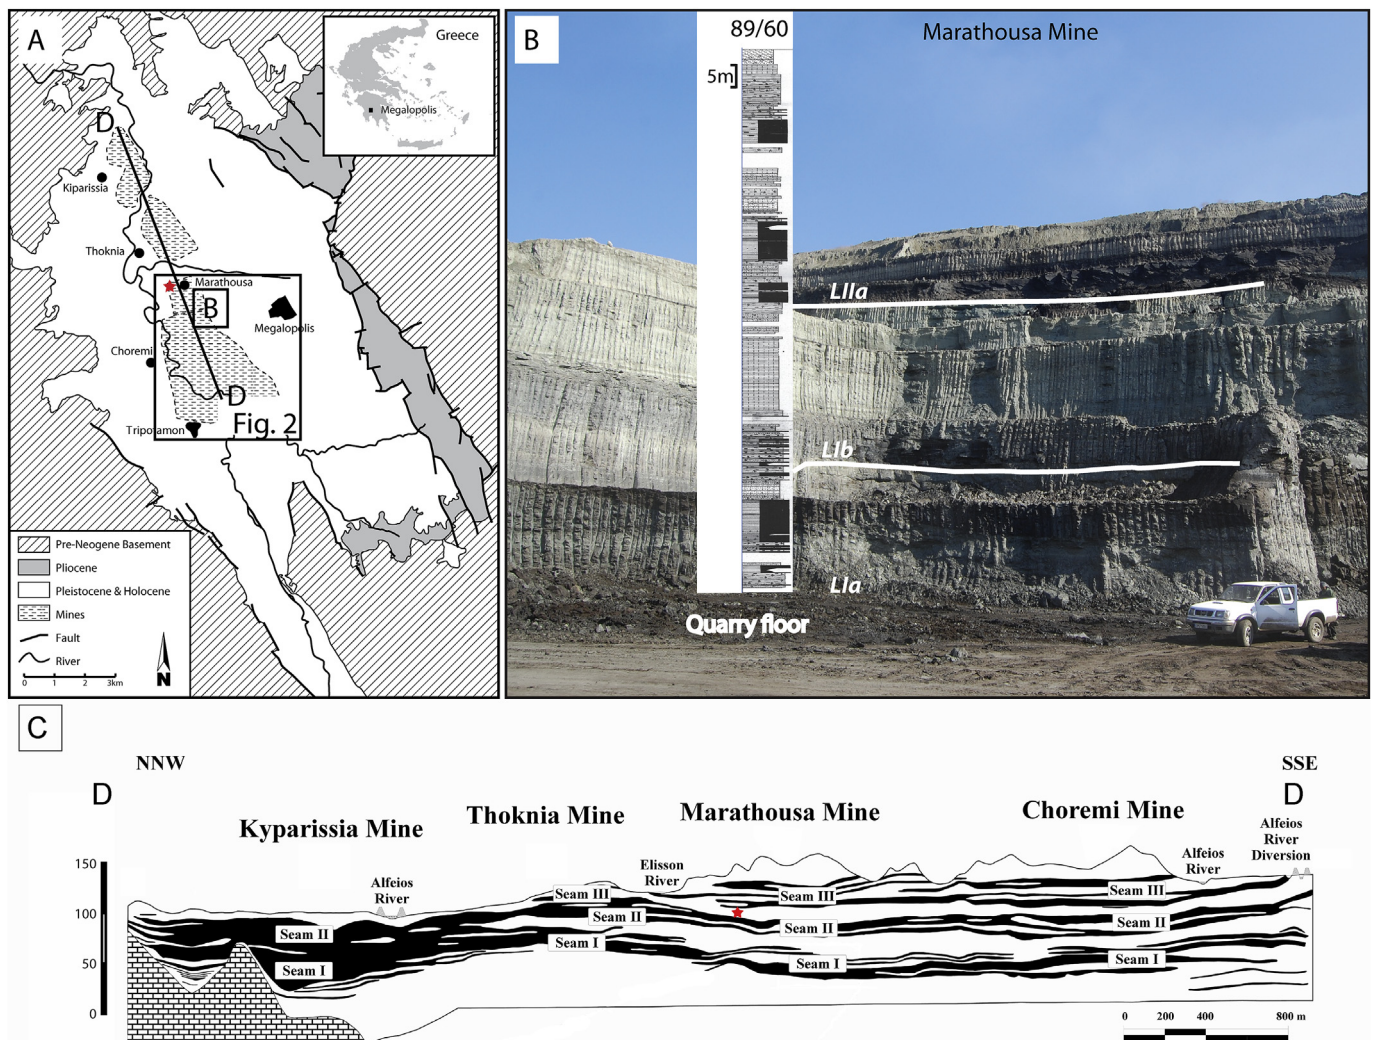 A
Greece
Megalopolis
D
Kiparissia
Thoknia
Marathousa
B
Megalopolis
Choremi
D
Fig. 2
Tripotamon
Pre-Neogene Basement
Pliocene
Pleistocene & Holocene
Mines
Fault
River
0 1 2 3km
N
B
89/60
5m
Marathousa Mine
LIIa
LIb
LIa
Quarry floor
C
NNW
SSE
D
D
Kyparissia Mine
Thoknia Mine
Marathousa Mine
Choremi Mine
Alfeios
River
Elisson
River
Alfeios
River
Alfeios
River
Diversion
150
100
50
0
Seam III
Seam II
Seam I
Seam II
Seam I
Seam III
Seam II
Seam I
Seam III
Seam II
Seam I
0 200 400 800 m